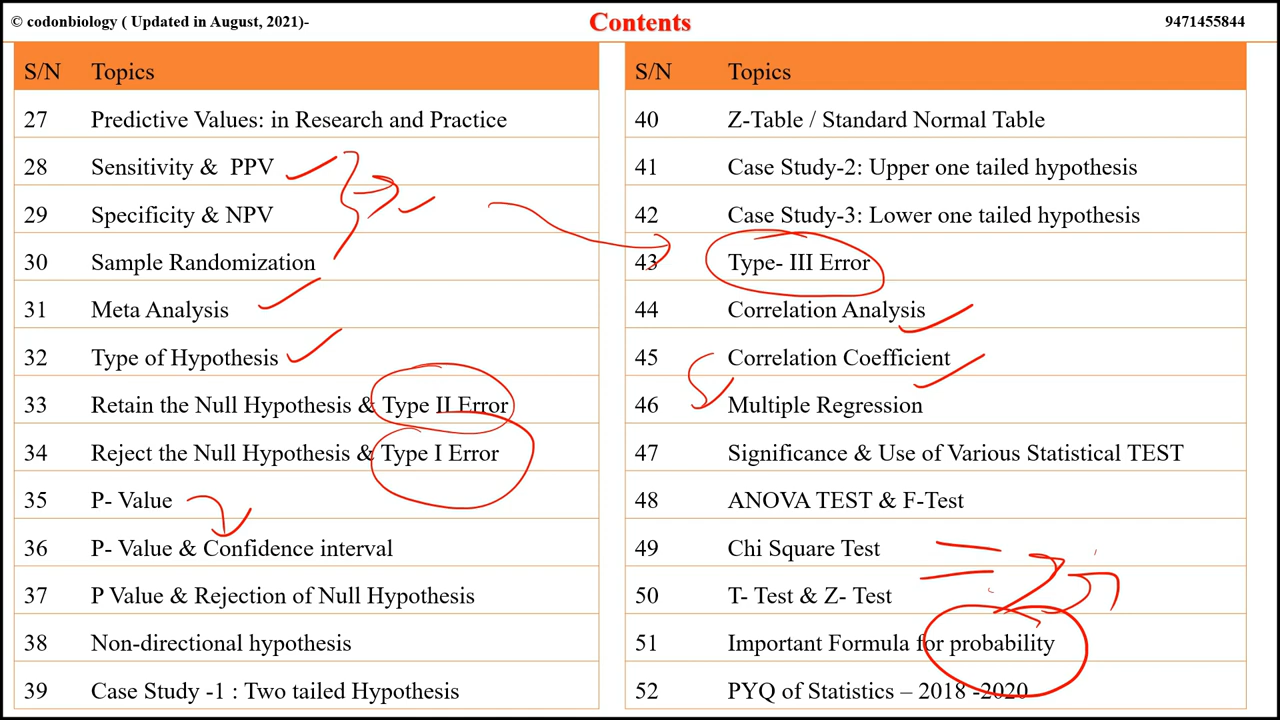 © codonbiology ( Updated in August, 2021)-
Contents
9471455844
S/N Topics
27 Predictive Values: in Research and Practice
28 Sensitivity & PPV
29 Specificity & NPV
30 Sample Randomization
31 Meta Analysis
32 Type of Hypothesis
33 Retain the Null Hypothesis & Type II Error
34 Reject the Null Hypothesis & Type I Error
35 P- Value
36 P- Value & Confidence interval
37 P Value & Rejection of Null Hypothesis
38 Non-directional hypothesis
39 Case Study -1 : Two tailed Hypothesis
S/N Topics
40 Z-Table / Standard Normal Table
41 Case Study-2: Upper one tailed hypothesis
42 Case Study-3: Lower one tailed hypothesis
43 Type- III Error
44 Correlation Analysis
45 Correlation Coefficient
46 Multiple Regression
47 Significance & Use of Various Statistical TEST
48 ANOVA TEST & F-Test
49 Chi Square Test
50 T- Test & Z- Test
51 Important Formula for probability
52 PYQ of Statistics – 2018 -2020